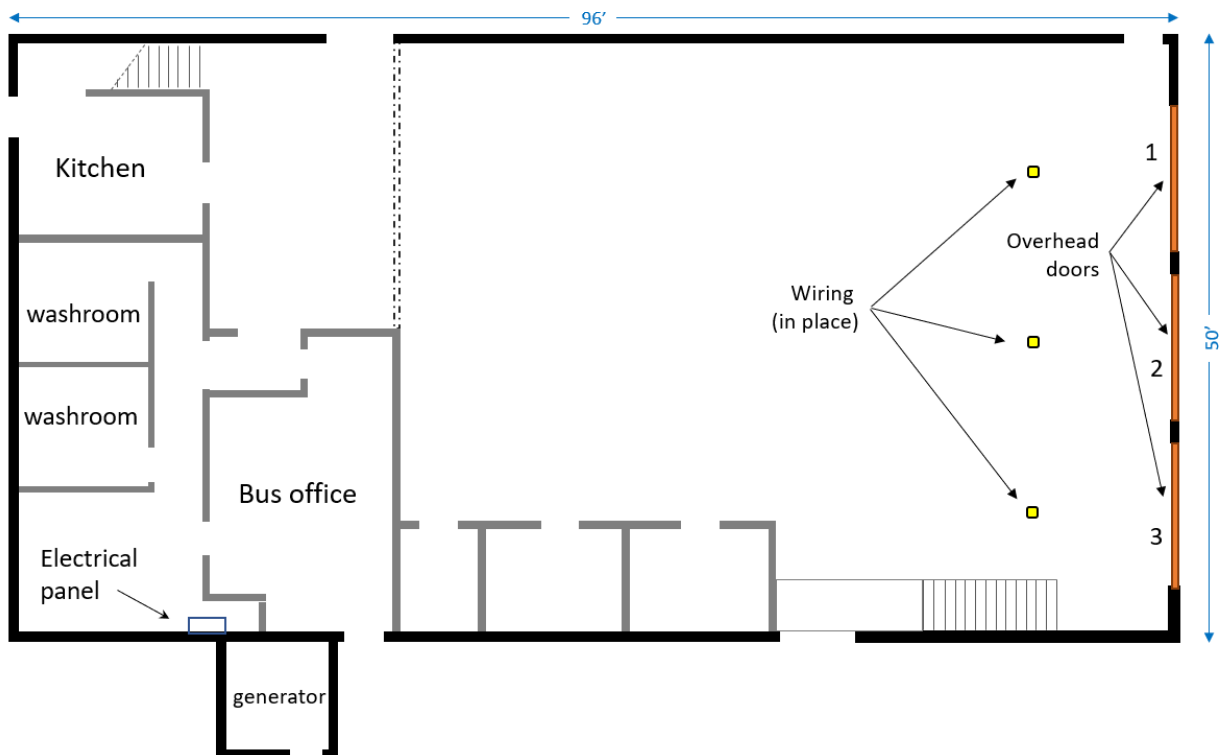 96’
Kitchen
1
Overhead
doors
Wiring
(in place)
washroom
50’
2
washroom
Bus office
3
Electrical
panel
generator